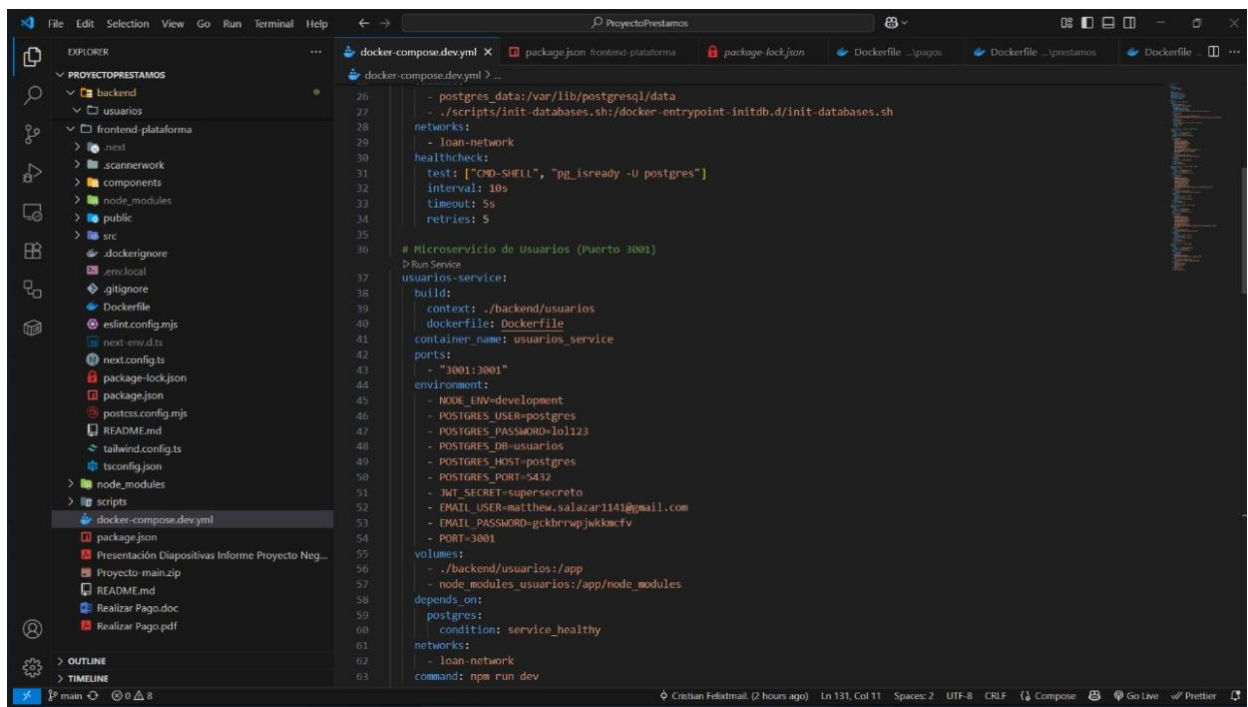 File Edit Selection View Go Run Terminal Help
ProyectoPrestamos
EXPLORER
PROYECTOPRESTAMOS
backend
usuarios
frontend-plataforma
.next
.scannerwork
components
node_modules
public
src
.dockerignore
.env.local
.gitignore
Dockerfile
eslint.config.mjs
next-env.d.ts
next.config.ts
package-lock.json
package.json
postcss.config.mjs
README.md
tailwind.config.ts
tsconfig.json
node_modules
scripts
docker-compose.dev.yml
package.json
Presentación Diapositivas Informe Proyecto Neg...
Proyecto-main.zip
README.md
Realizar Pago.doc
Realizar Pago.pdf
OUTLINE
TIMELINE
docker-compose.dev.yml package.json frontend-plataforma package-lock.json Dockerfile ...\pagos Dockerfile ...\prestamos Dockerfile ...
docker-compose.dev.yml > ...
26 - postgres_data:/var/lib/postgresql/data
27 - ./scripts/init-databases.sh:/docker-entrypoint-initdb.d/init-databases.sh
28 networks:
29 - loan-network
30 healthcheck:
31 test: ["CMD-SHELL", "pg_isready -U postgres"]
32 interval: 10s
33 timeout: 5s
34 retries: 5
35
36 # Microservicio de Usuarios (Puerto 3001)
Run Service
37 usuarios-service:
38 build:
39 context: ./backend/usuarios
40 dockerfile: Dockerfile
41 container_name: usuarios_service
42 ports:
43 - "3001:3001"
44 environment:
45 - NODE_ENV=development
46 - POSTGRES_USER=postgres
47 - POSTGRES_PASSWORD=lol123
48 - POSTGRES_DB=usuarios
49 - POSTGRES_HOST=postgres
50 - POSTGRES_PORT=5432
51 - JWT_SECRET=supersecreto
52 - EMAIL_USER=matthew.salazar1141@gmail.com
53 - EMAIL_PASSWORD=gckbrrwpjwkkmcfv
54 - PORT=3001
55 volumes:
56 - ./backend/usuarios:/app
57 - node_modules_usuarios:/app/node_modules
58 depends_on:
59 postgres:
60 condition: service_healthy
61 networks:
62 - loan-network
63 command: npm run dev
main 0 8 Cristian Felixtmail. (2 hours ago) Ln 131, Col 11 Spaces: 2 UTF-8 CRLF Compose Go Live Prettier